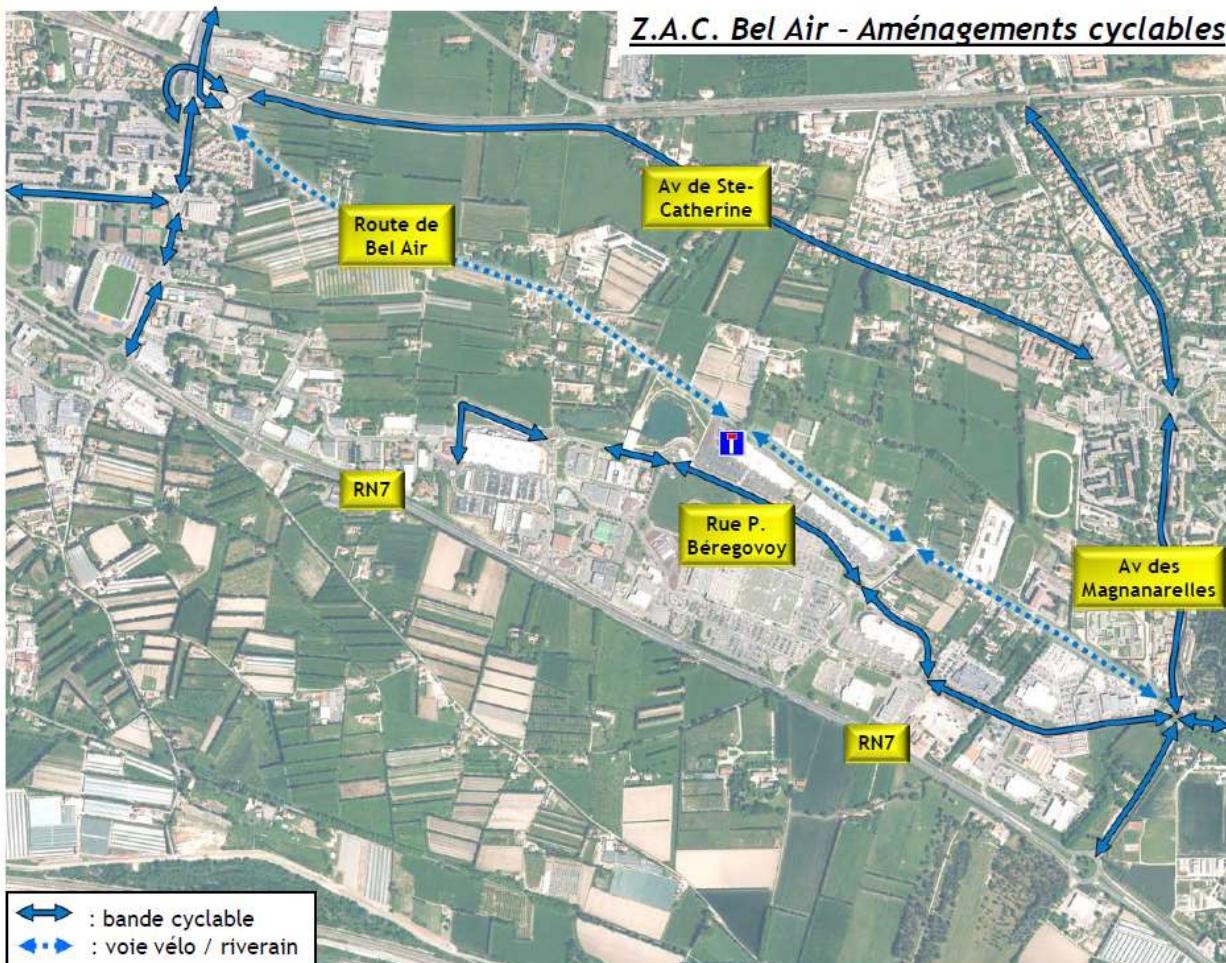 Z.A.C. Bel Air - Aménagements cyclables
Av de Ste-
Catherine
Route de
Bel Air
RN7
Rue P.
Béregovoy
Av des
Magnanarelles
RN7
: bande cyclable
: voie vélo / riverain